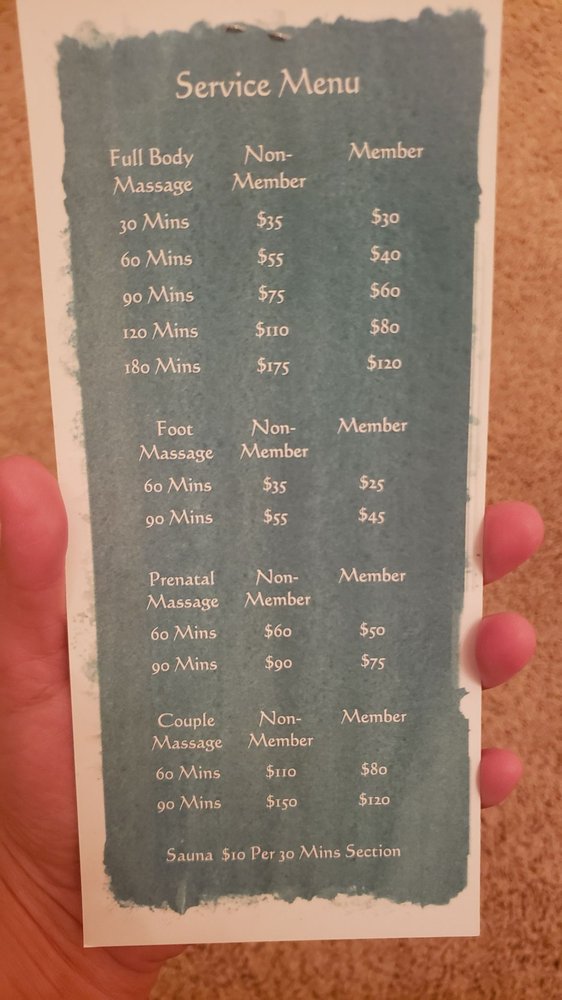 Service Menu
Full Body Massage Non-Member Member
30 Mins $35 $30
60 Mins $55 $40
90 Mins $75 $60
120 Mins $110 $80
180 Mins $175 $120
Foot Massage Non-Member Member
60 Mins $35 $25
90 Mins $55 $45
Prenatal Massage Non-Member Member
60 Mins $60 $50
90 Mins $90 $75
Couple Massage Non-Member Member
60 Mins $110 $80
90 Mins $150 $120
Sauna $10 Per 30 Mins Section